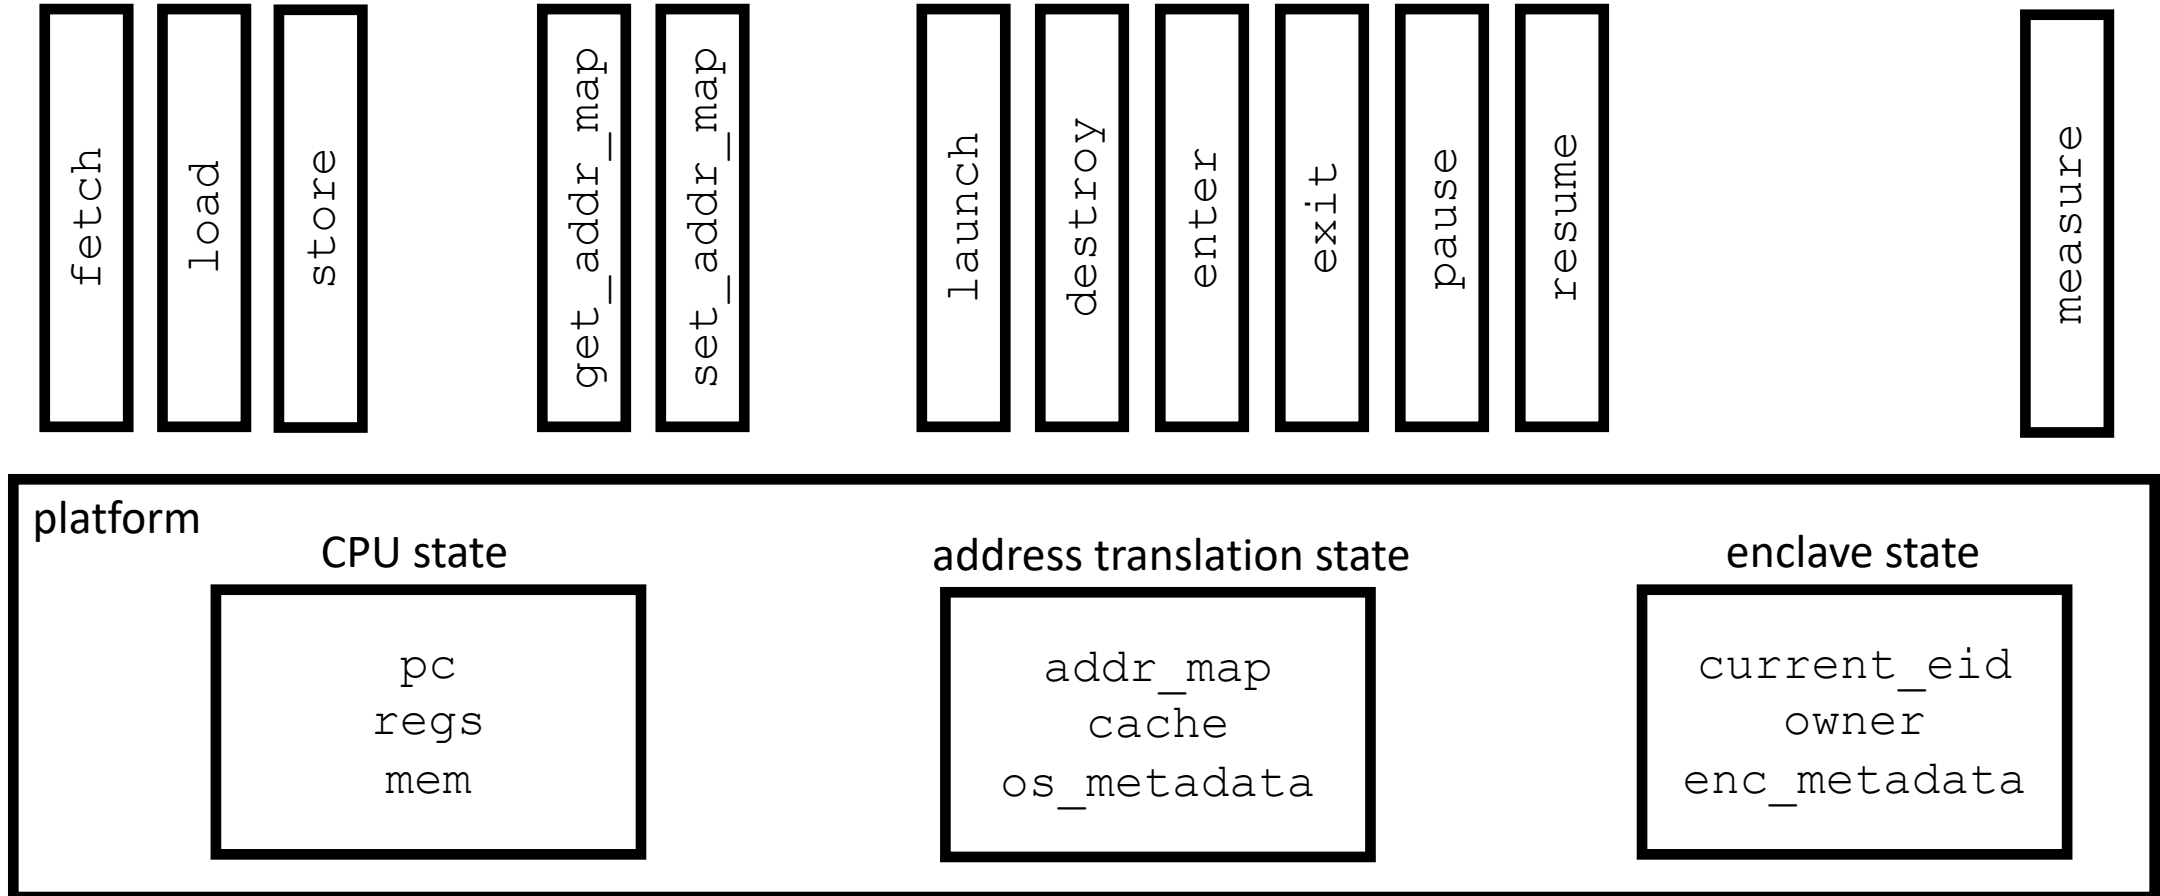 fetch
load
store
get_addr_map
set_addr_map
launch
destroy
enter
exit
pause
resume
measure
platform
CPU state
pc
regs
mem
address translation state
addr_map
cache
os_metadata
enclave state
current_eid
owner
enc_metadata